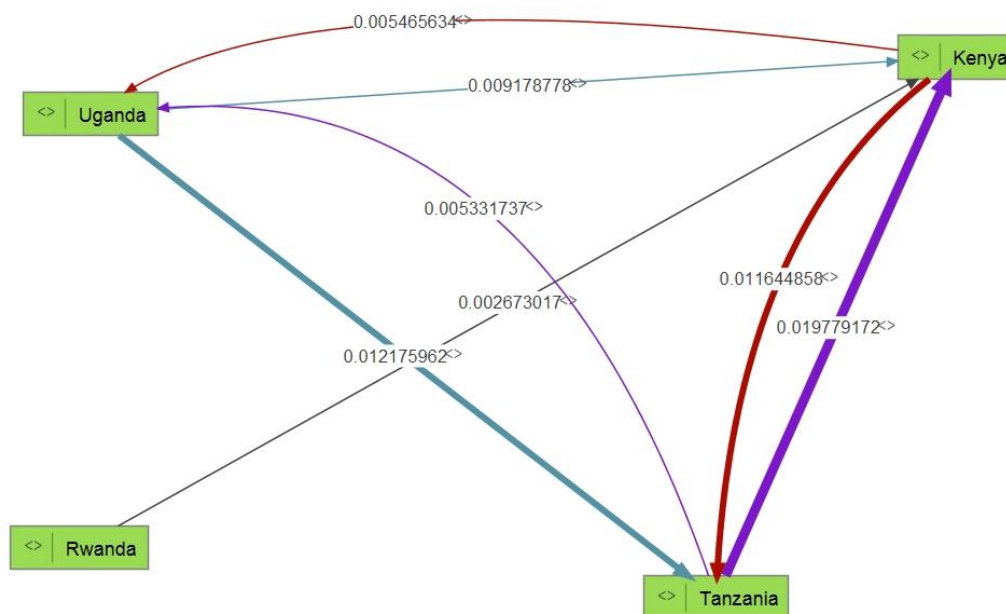 0.005465634<>
<> Kenya
0.009178778<>
<> Uganda
0.005331737<>
0.011644858<>
0.002673017<>
0.019779172<>
0.012175962<>
<> Rwanda
<> Tanzania